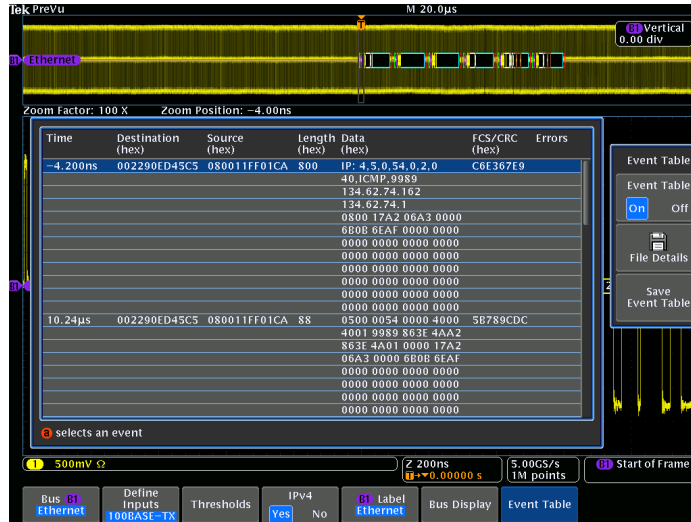 Tek PreVu M 20.0µs
T
B1 Vertical
0.00 div
B1 Ethernet
Zoom Factor: 100 X Zoom Position: −4.00ns
Time Destination (hex) Source (hex) Length (hex) Data (hex) FCS/CRC (hex) Errors
−4.200ns 002290ED45C5 080011FF01CA 800 IP: 4,5,0,54,0,2,0 C6E367E9
40,ICMP,9989
134.62.74.162
134.62.74.1
0800 17A2 06A3 0000
6B0B 6EAF 0000 0000
0000 0000 0000 0000
0000 0000 0000 0000
0000 0000 0000 0000
0000 0000 0000 0000
0000 0000 0000 0000
0000 0000 0000 0000
10.24µs 002290ED45C5 080011FF01CA 88 0500 0054 0000 4000 5B789CDC
4001 9989 863E 4AA2
863E 4A01 0000 17A2
06A3 0000 6B0B 6EAF
0000 0000 0000 0000
0000 0000 0000 0000
0000 0000 0000 0000
0000 0000 0000 0000
a selects an event
Event Table
Event Table
On Off
File Details
Save
Event Table
B1
2
1 500mV Ω
Z 200ns
T→▼0.00000 s
5.00GS/s
1M points
B1 Start of Frame
Bus B1
Ethernet
Define
Inputs
100BASE−TX
Thresholds
IPv4
Yes No
B1 Label
Ethernet
Bus Display
Event Table